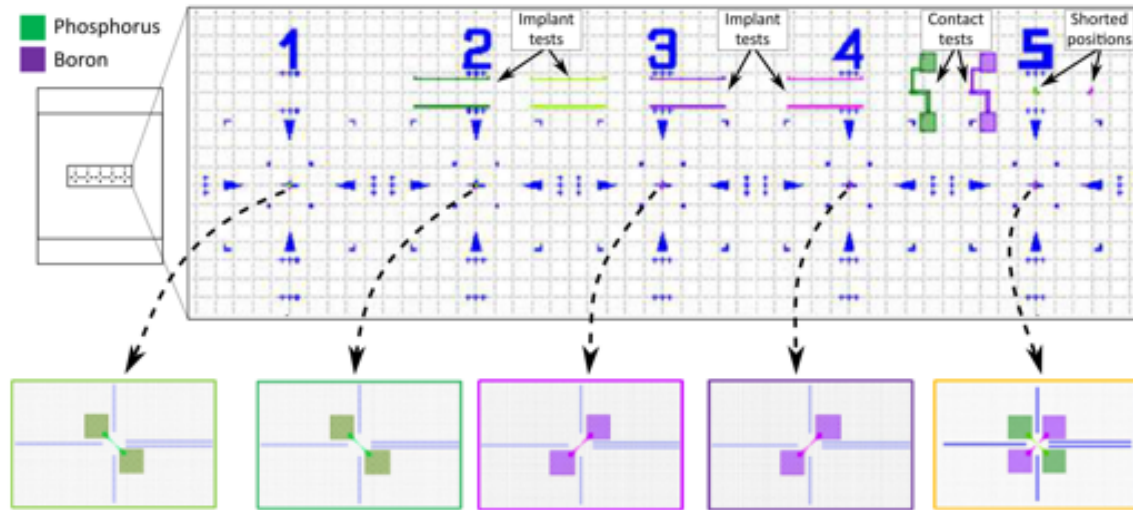 Phosphorus
Boron
1
2
Implant
tests
3
Implant
tests
4
Contact
tests
5
Shorted
positions